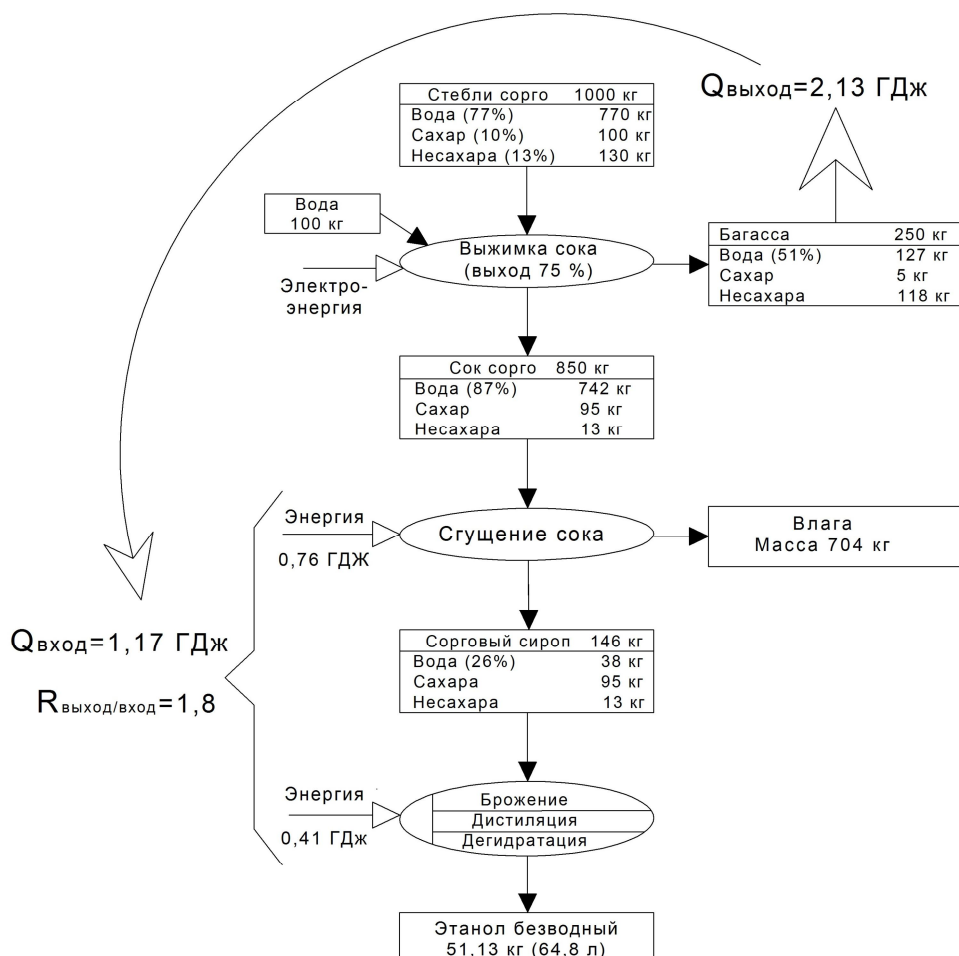 Qвыход=2,13 ГДж
Стебли сорго 1000 кг
Вода (77%) 770 кг
Сахар (10%) 100 кг
Несахара (13%) 130 кг
Вода
100 кг
Выжимка сока
(выход 75 %)
Электро-
энергия
Багасса 250 кг
Вода (51%) 127 кг
Сахар 5 кг
Несахара 118 кг
Сок сорго 850 кг
Вода (87%) 742 кг
Сахар 95 кг
Несахара 13 кг
Энергия
0,76 ГДЖ
Сгущение сока
Влага
Масса 704 кг
Qвход=1,17 ГДж
Rвыход/вход=1,8
Сорговый сироп 146 кг
Вода (26%) 38 кг
Сахара 95 кг
Несахара 13 кг
Энергия
0,41 ГДж
Брожение
Дистиляция
Дегидратация
Этанол безводный
51,13 кг (64,8 л)